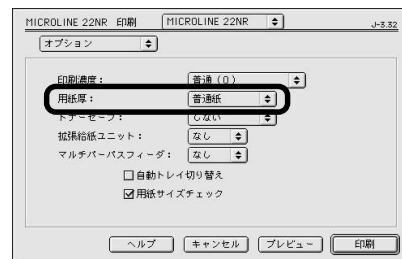 MICROLINE 22NR 印刷 MICROLINE 22NR J-3.32
オプション
印刷濃度： 普通（0）
用紙厚： 普通紙
トナーセーブ： しない
拡張給紙ユニット： なし
マルチパーパスフィーダ： なし
自動トレイ切り替え
用紙サイズチェック
ヘルプ キャンセル プレビュー 印刷